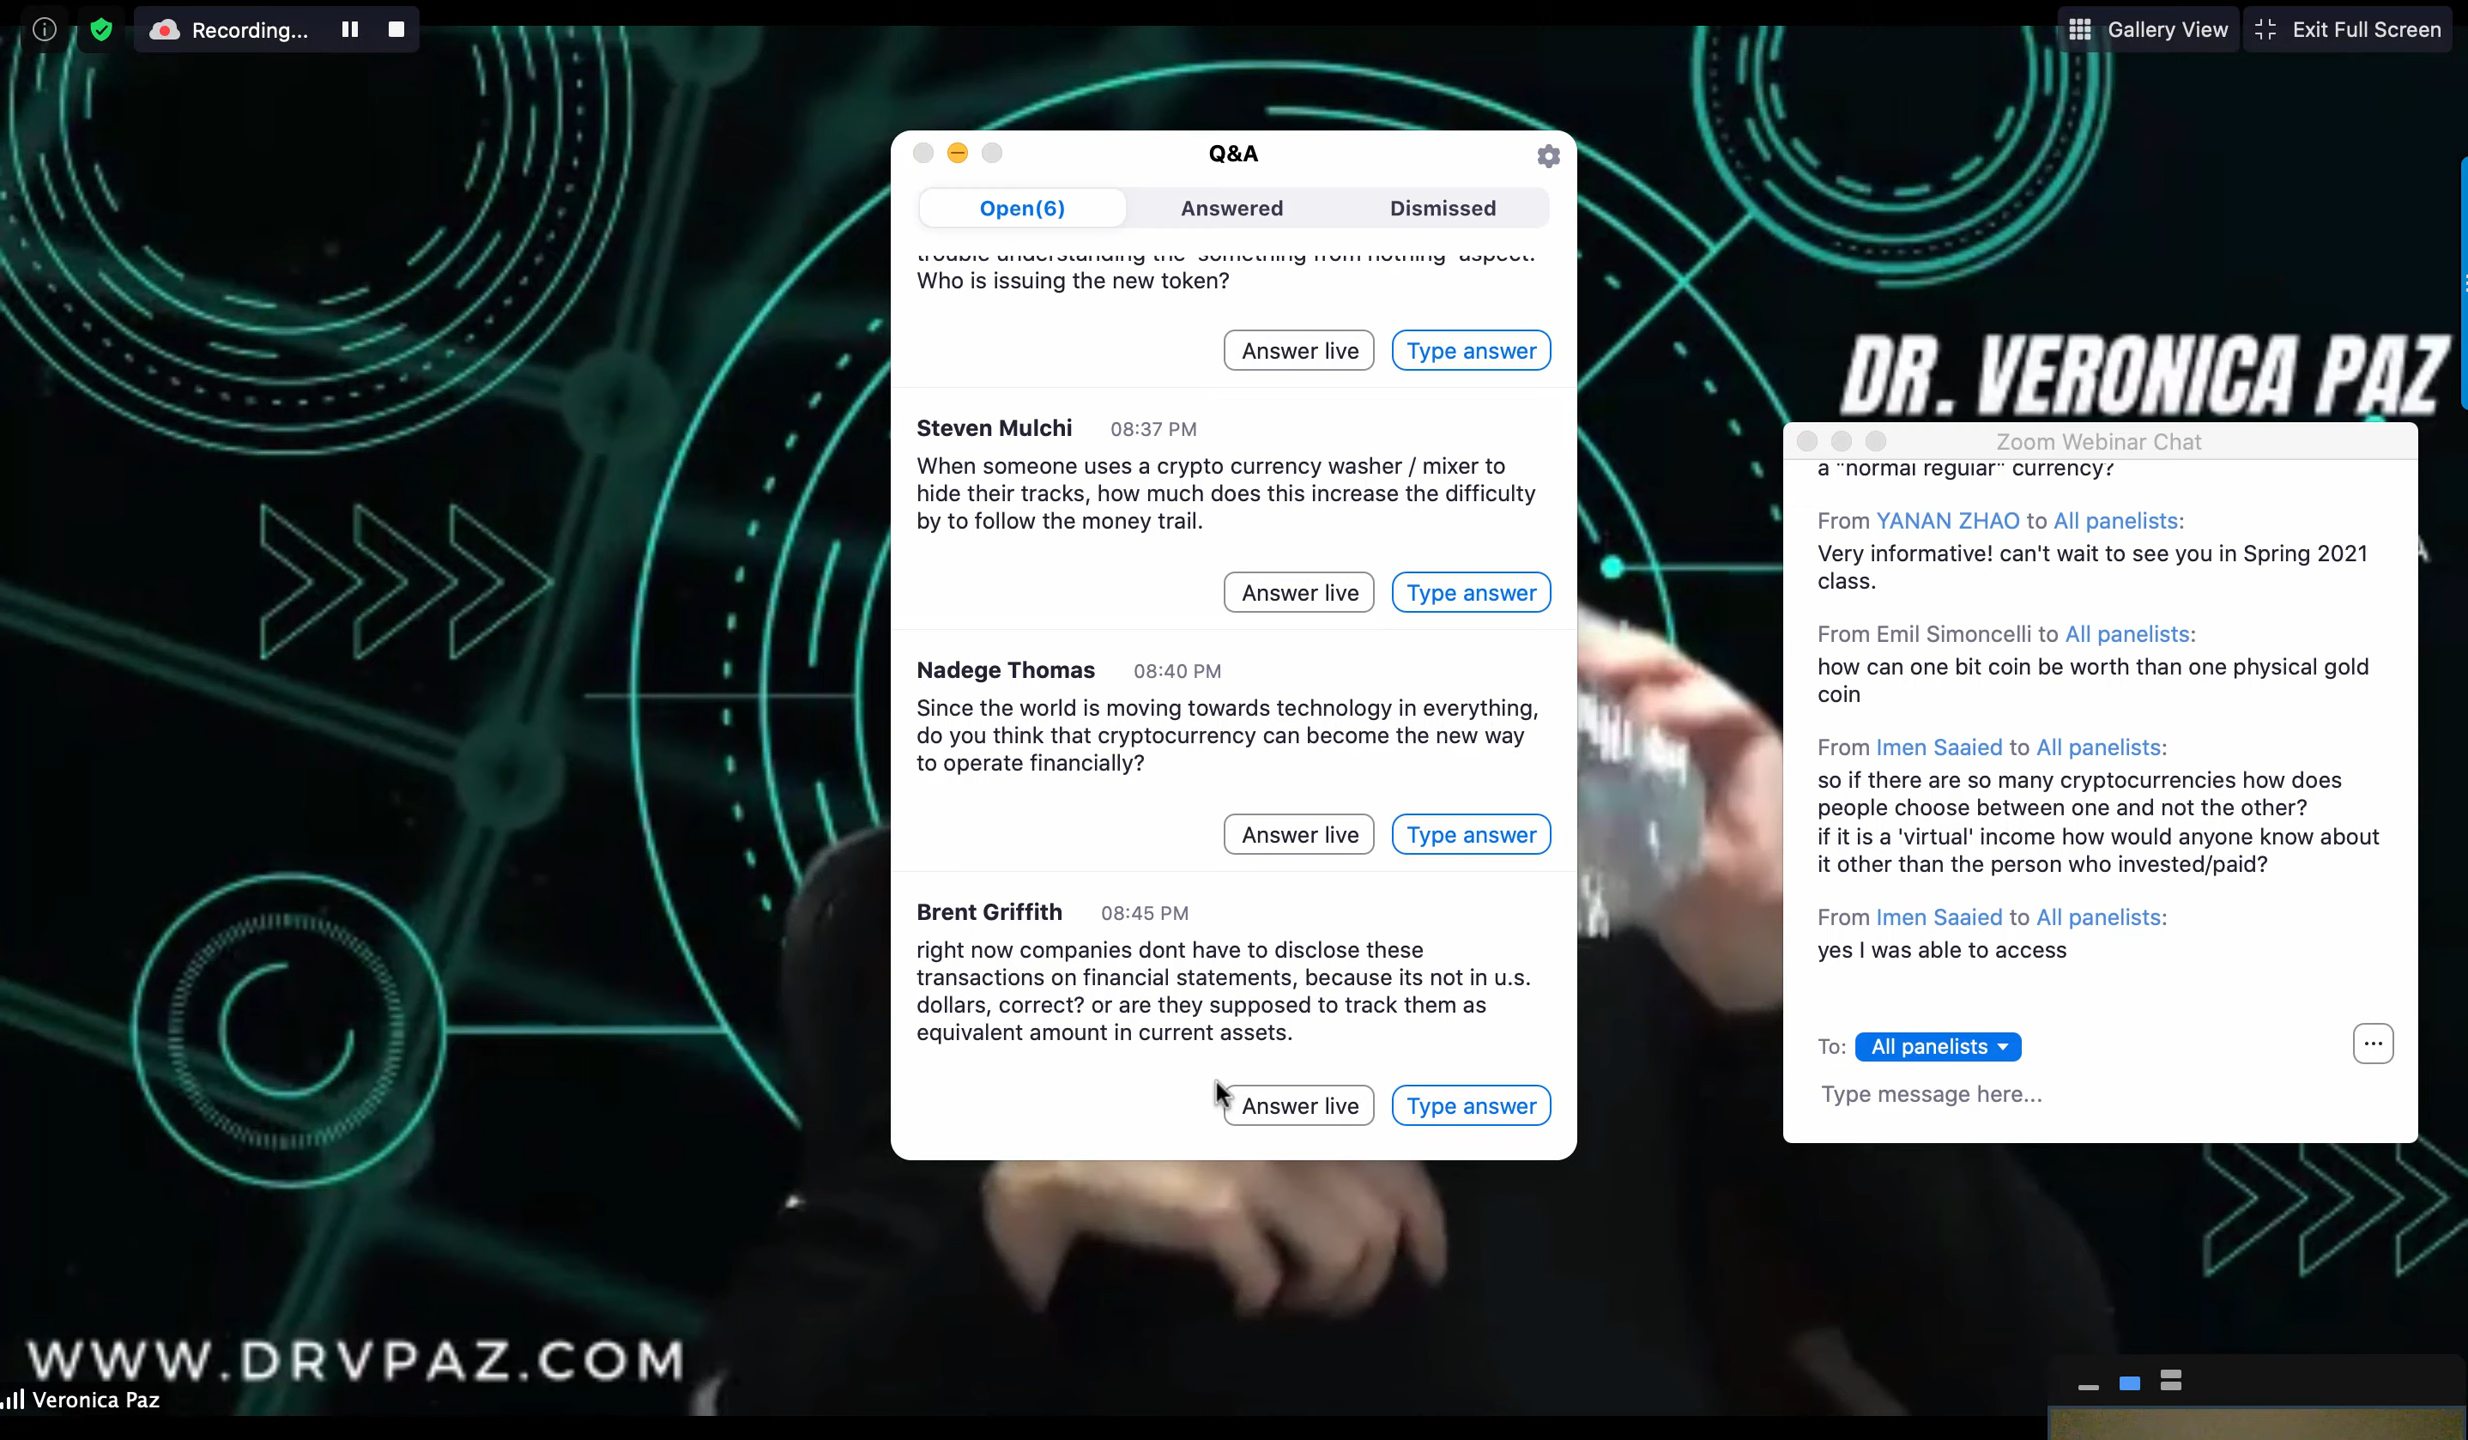 Recording...
Gallery View
Exit Full Screen
Q&A
Open(6)
Answered
Dismissed
trouble understanding the "something from nothing" aspect.
Who is issuing the new token?
Answer live
Type answer
Steven Mulchi 08:37 PM
When someone uses a crypto currency washer / mixer to
hide their tracks, how much does this increase the difficulty
by to follow the money trail.
Answer live
Type answer
Nadege Thomas 08:40 PM
Since the world is moving towards technology in everything,
do you think that cryptocurrency can become the new way
to operate financially?
Answer live
Type answer
Brent Griffith 08:45 PM
right now companies dont have to disclose these
transactions on financial statements, because its not in u.s.
dollars, correct? or are they supposed to track them as
equivalent amount in current assets.
Answer live
Type answer
DR. VERONICA PAZ
Zoom Webinar Chat
a "normal regular" currency?
From YANAN ZHAO to All panelists:
Very informative! can't wait to see you in Spring 2021
class.
From Emil Simoncelli to All panelists:
how can one bit coin be worth than one physical gold
coin
From Imen Saaied to All panelists:
so if there are so many cryptocurrencies how does
people choose between one and not the other?
if it is a 'virtual' income how would anyone know about
it other than the person who invested/paid?
From Imen Saaied to All panelists:
yes I was able to access
To: All panelists
Type message here...
WWW.DRVPAZ.COM
Veronica Paz